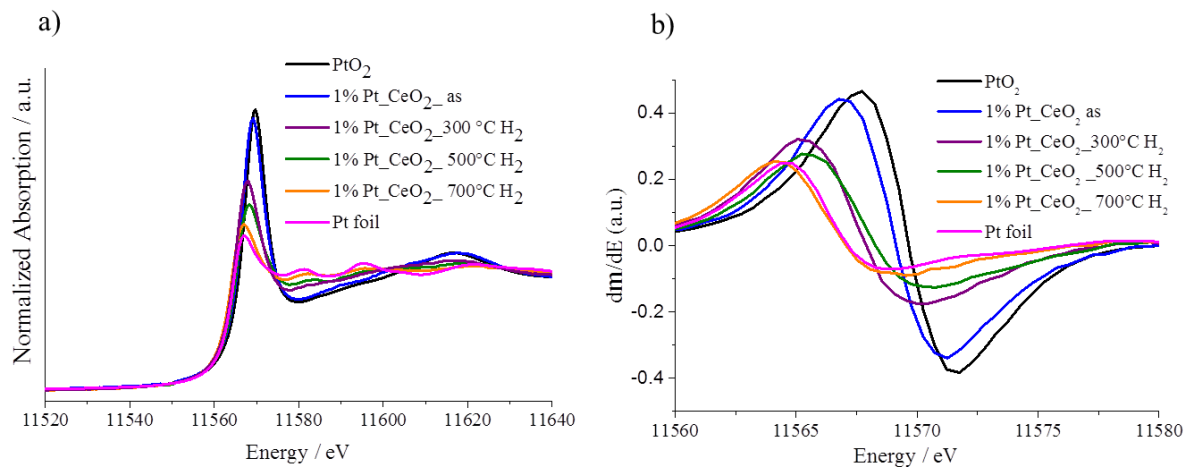 a)
Normalized Absorption / a.u.
PtO₂
1% Pt_CeO₂_ as
1% Pt_CeO₂_300 °C H₂
1% Pt_CeO₂_ 500°C H₂
1% Pt_CeO₂_ 700°C H₂
Pt foil
11520 11540 11560 11580 11600 11620 11640
Energy / eV
b)
dm/dE (a.u.)
0.4
0.2
0.0
-0.2
-0.4
PtO₂
1% Pt_CeO₂ as
1% Pt_CeO₂_300°C H₂
1% Pt_CeO₂ _500°C H₂
1% Pt_CeO₂_ 700°C H₂
Pt foil
11560 11565 11570 11575 11580
Energy / eV